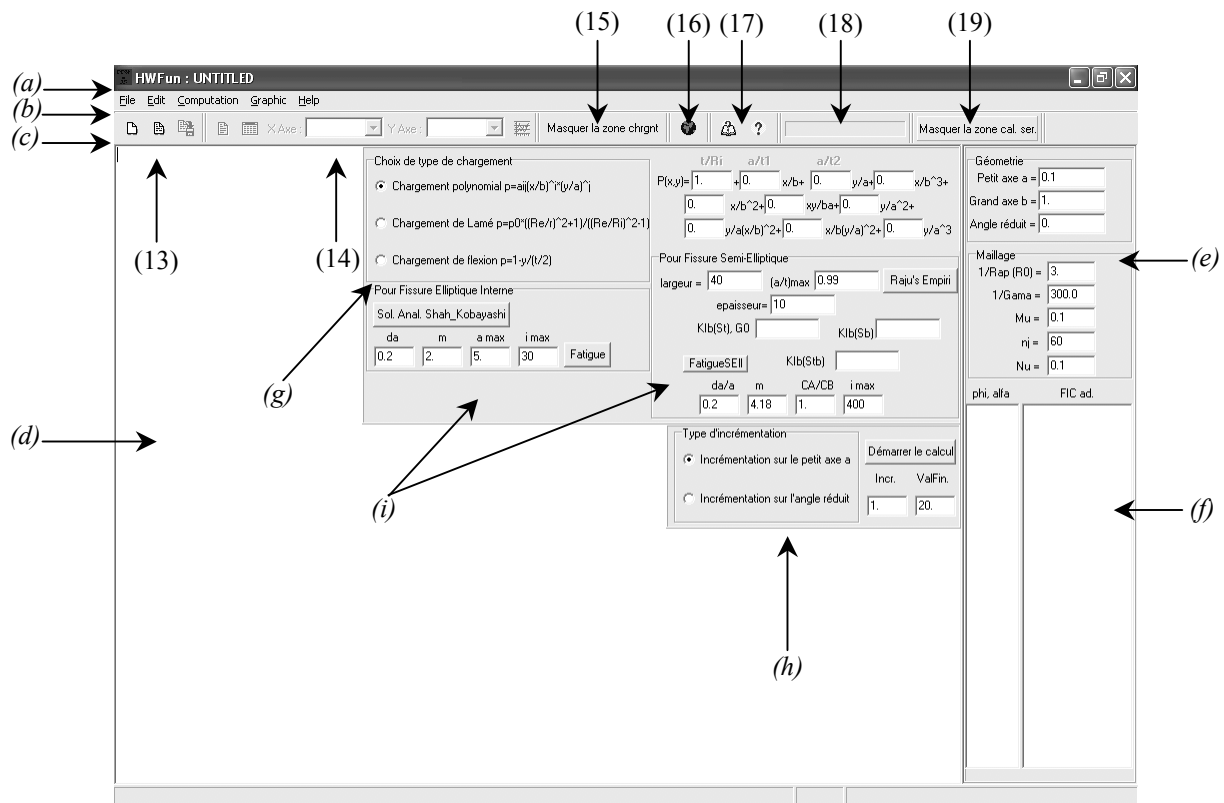 (15) (16) (17) (18) (19)
(a)
HWFun : UNTITLED
File Edit Computation Graphic Help
(b)
X Axe : Y Axe : Masquer la zone chrgnt ? Masquer la zone cal. ser.
(c)
Choix de type de chargement
Chargement polynomial p=aij(x/b)^i*(y/a)^j
Chargement de Lamé p=p0*((Re/r)^2+1)/((Re/Ri)^2-1)
Chargement de flexion p=1-y/(t/2)
t/Ri a/t1 a/t2
P(x,y)= 1. + 0. x/b+ 0. y/a+ 0. x/b^3+
0. x/b^2+ 0. xy/ba+ 0. y/a^2+
0. y/a(x/b)^2+ 0. x/b(y/a)^2+ 0. y/a^3
Géometrie
Petit axe a = 0.1
Grand axe b = 1.
Angle réduit = 0.
(13) (14)
(g)
Pour Fissure Elliptique Interne
Sol. Anal. Shah_Kobayashi
da m a max i max
0.2 2. 5. 30 Fatigue
Pour Fissure Semi-Elliptique
largeur = 40 (a/t)max 0.99 Raju's Empiri
epaisseur= 10
KIb(St), G0 KIb(Sb)
FatigueSEll KIb(Stb)
da/a m CA/CB i max
0.2 4.18 1. 400
Maillage
1/Rap (R0) = 3.
1/Gama = 300.0
Mu = 0.1
nj = 60
Nu = 0.1
(e)
phi, alfa FIC ad.
(d)
(i)
Type d'incrémentation
Incrémentation sur le petit axe a
Incrémentation sur l'angle réduit
Démarrer le calcul
Incr. ValFin.
1. 20.
(f)
(h)